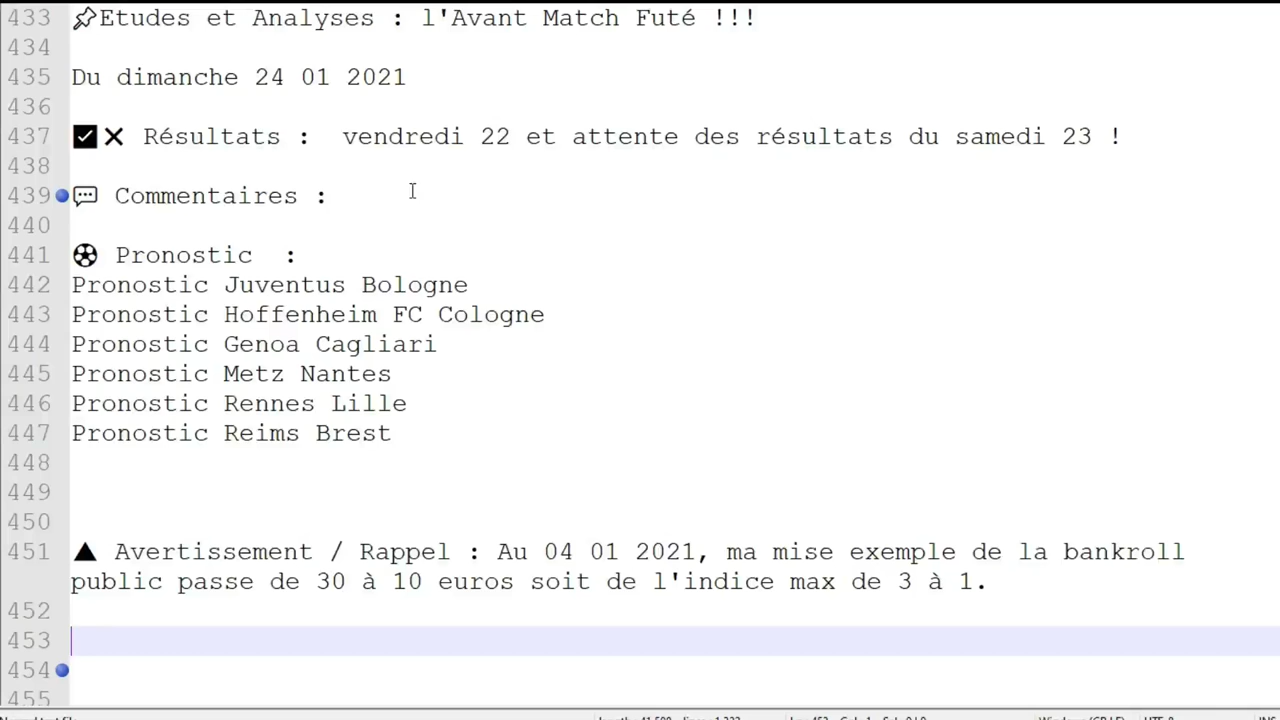 433 📌Etudes et Analyses : l'Avant Match Futé !!!
434
435 Du dimanche 24 01 2021
436
437 ☑✕ Résultats : vendredi 22 et attente des résultats du samedi 23 !
438
439 💬 Commentaires :
440
441 ⚽ Pronostic :
442 Pronostic Juventus Bologne
443 Pronostic Hoffenheim FC Cologne
444 Pronostic Genoa Cagliari
445 Pronostic Metz Nantes
446 Pronostic Rennes Lille
447 Pronostic Reims Brest
448
449
450
451 ▲ Avertissement / Rappel : Au 04 01 2021, ma mise exemple de la bankroll
public passe de 30 à 10 euros soit de l'indice max de 3 à 1.
452
453
454
455